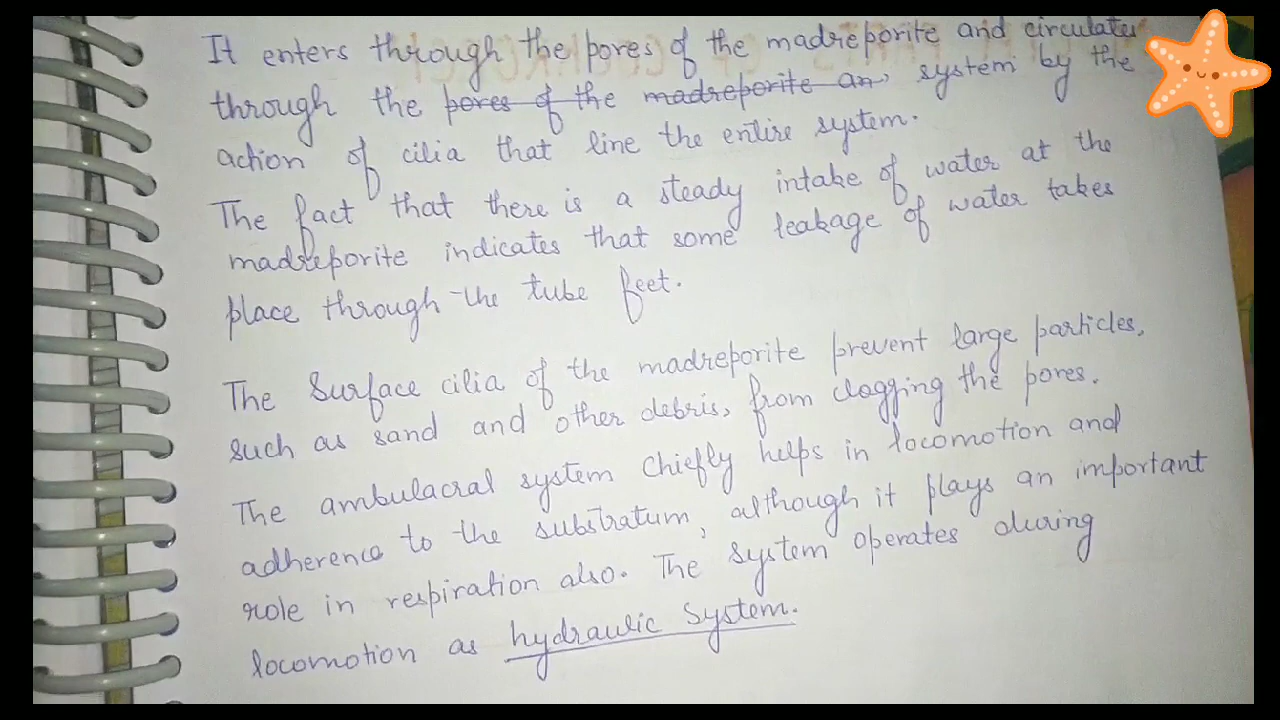 It enters through the pores of the madreporite and circulates
through the pores of the madreporite an system by the
action of cilia that line the entire system.
The fact that there is a steady intake of water at the
madreporite indicates that some leakage of water takes
place through the tube feet.
The Surface cilia of the madreporite prevent large particles,
such as sand and other debris, from clogging the pores.
The ambulacral system Chiefly helps in locomotion and
adherence to the substratum, although it plays an important
role in respiration also. The system operates during
locomotion as hydraulic System.